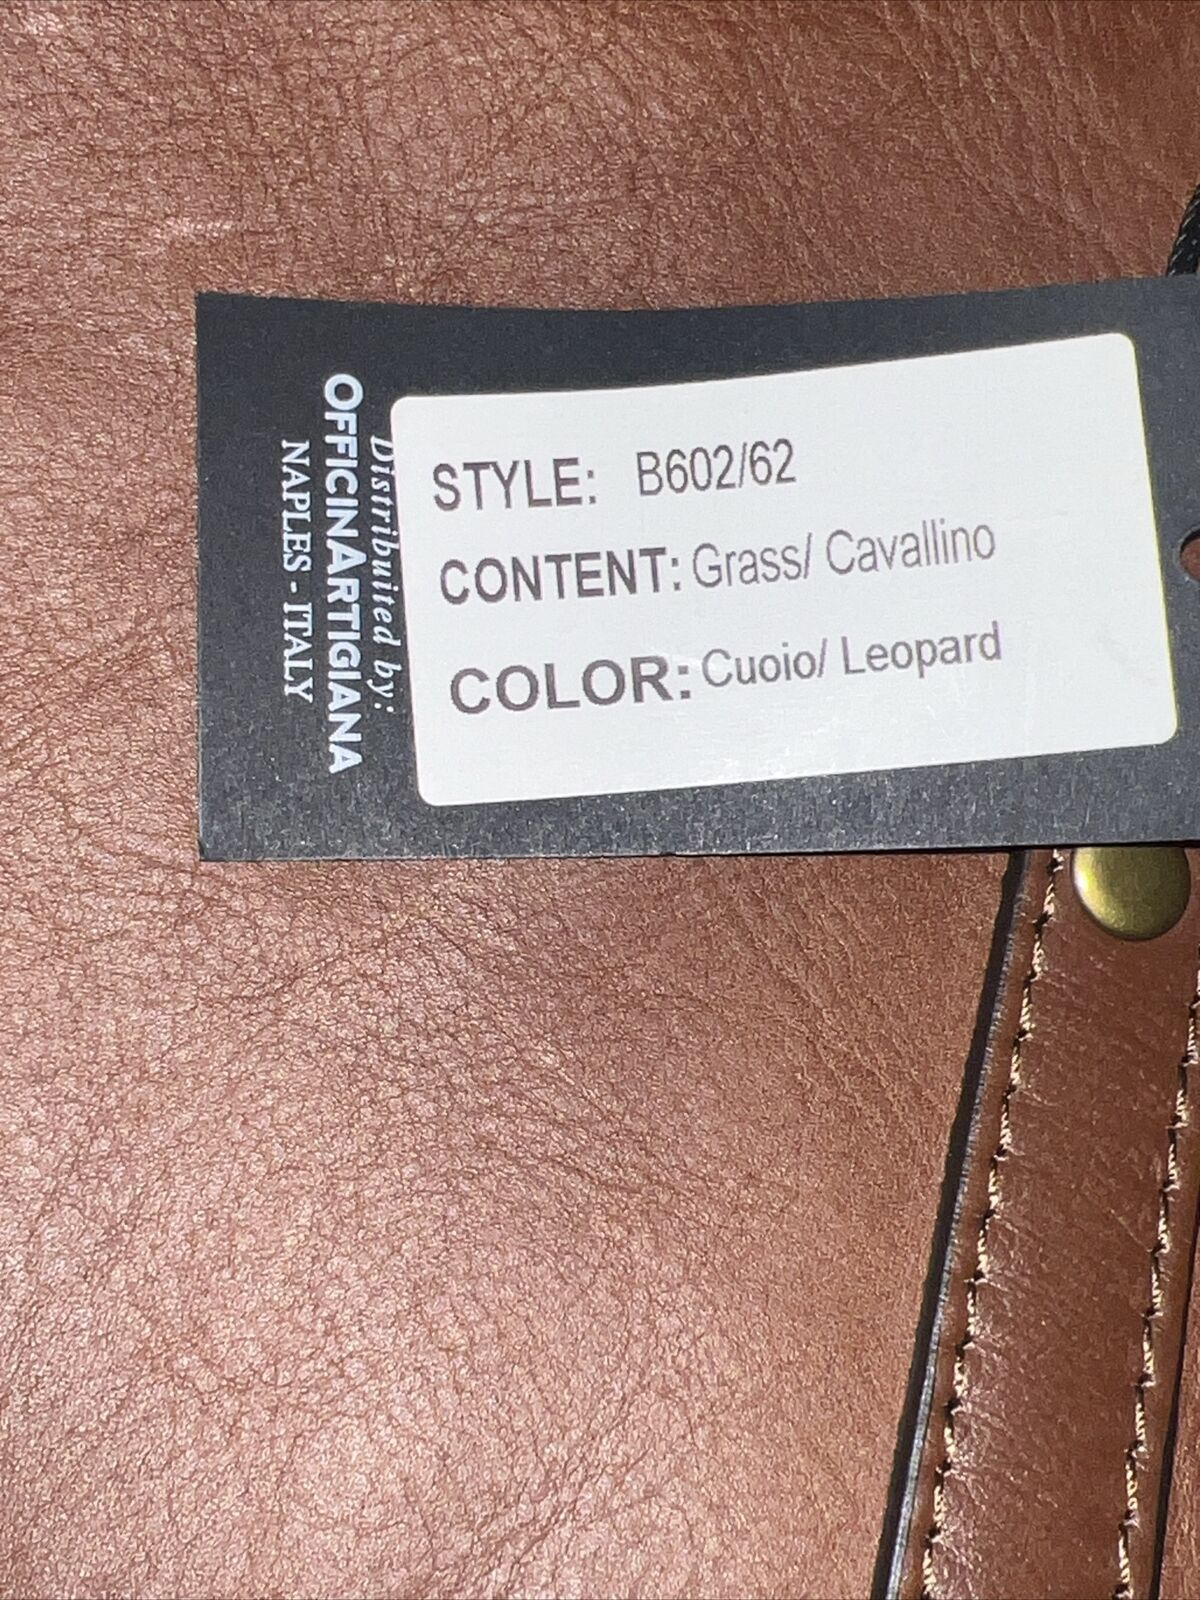 STYLE: B602/62
CONTENT: Grass/ Cavallino
COLOR: Cuoio/ Leopard
Distribuited by:
OFFICINARTIGIANA
NAPLES - ITALY